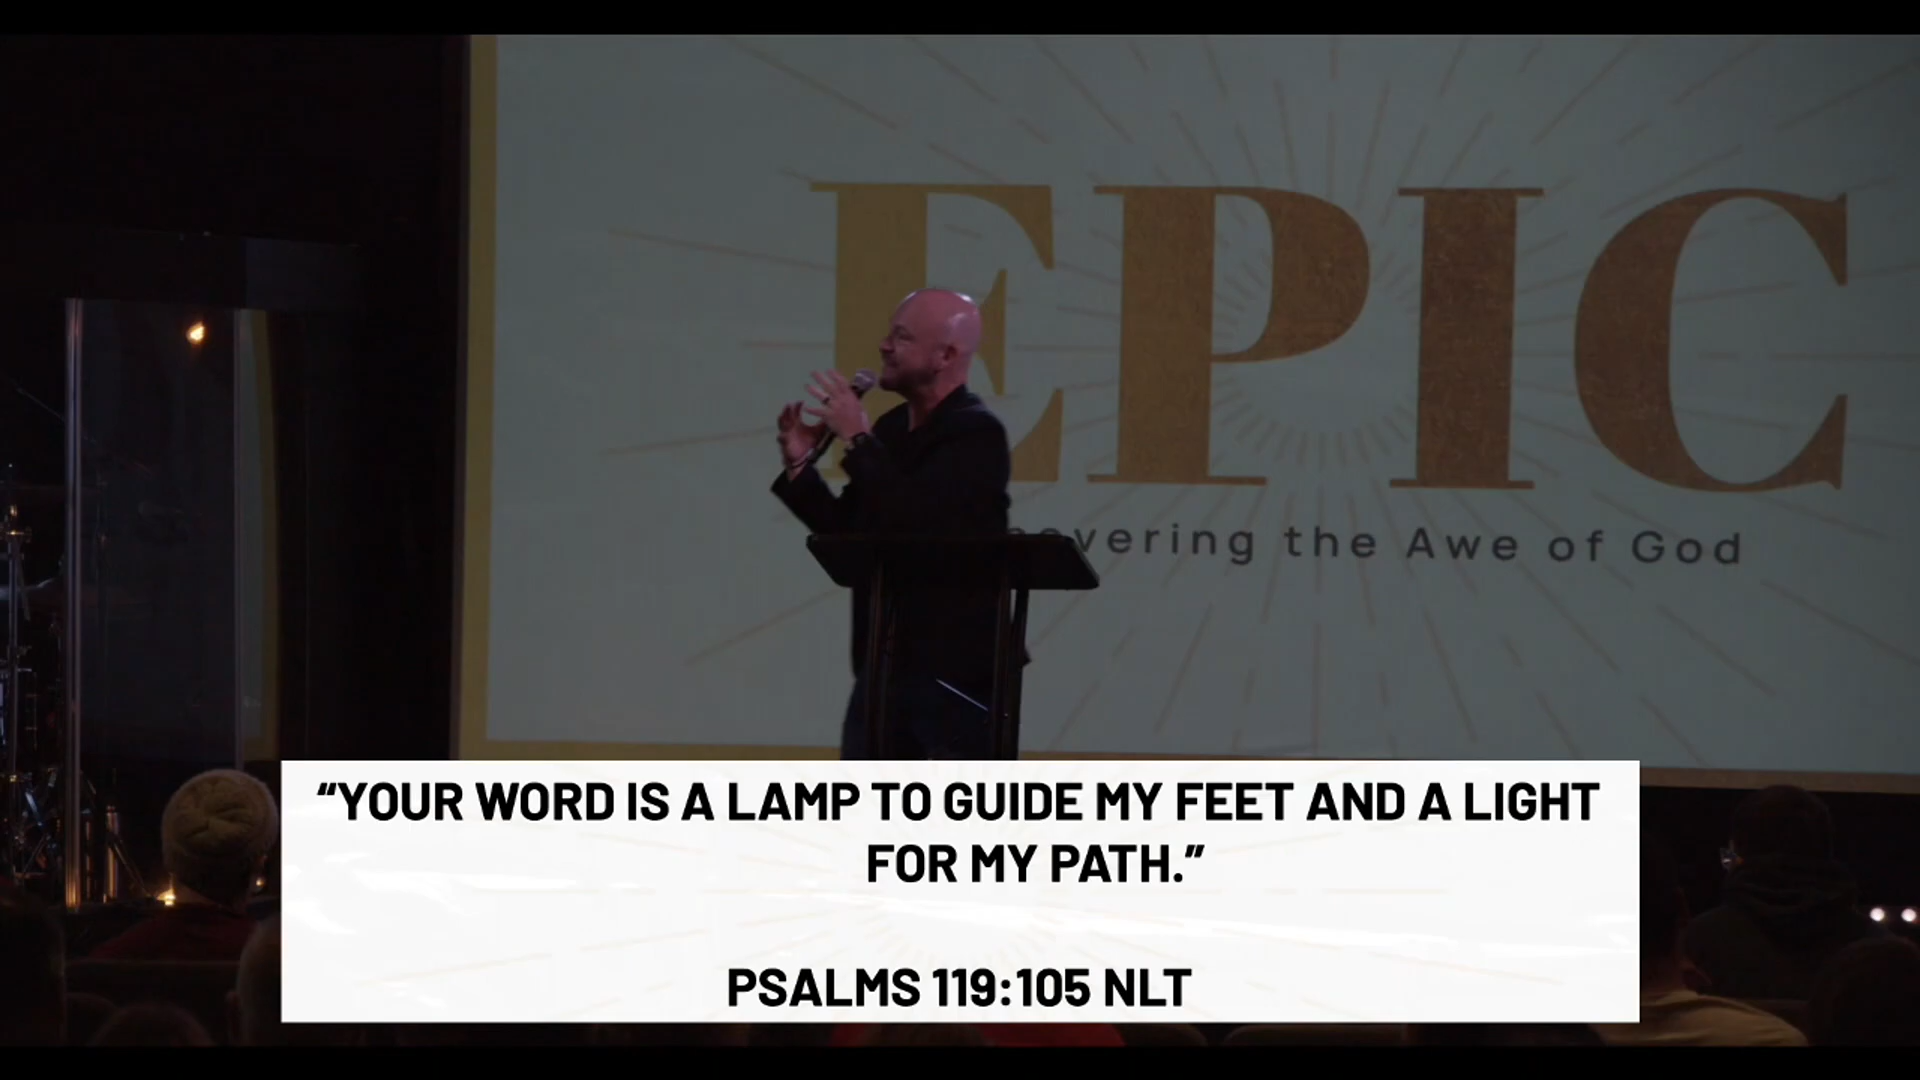 EPIC
the Awe of God
“YOUR WORD IS A LAMP TO GUIDE MY FEET AND A LIGHT
FOR MY PATH.”
PSALMS 119:105 NLT